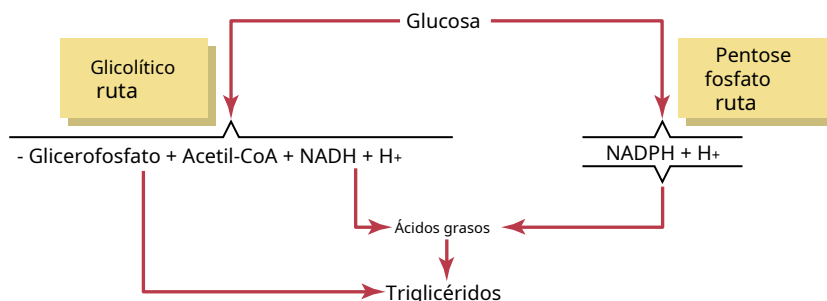 Glucosa
Glicolítico
ruta
Pentose
fosfato
ruta
- Glicerofosfato + Acetil-CoA + NADH + H+
NADPH + H+
Ácidos grasos
Triglicéridos